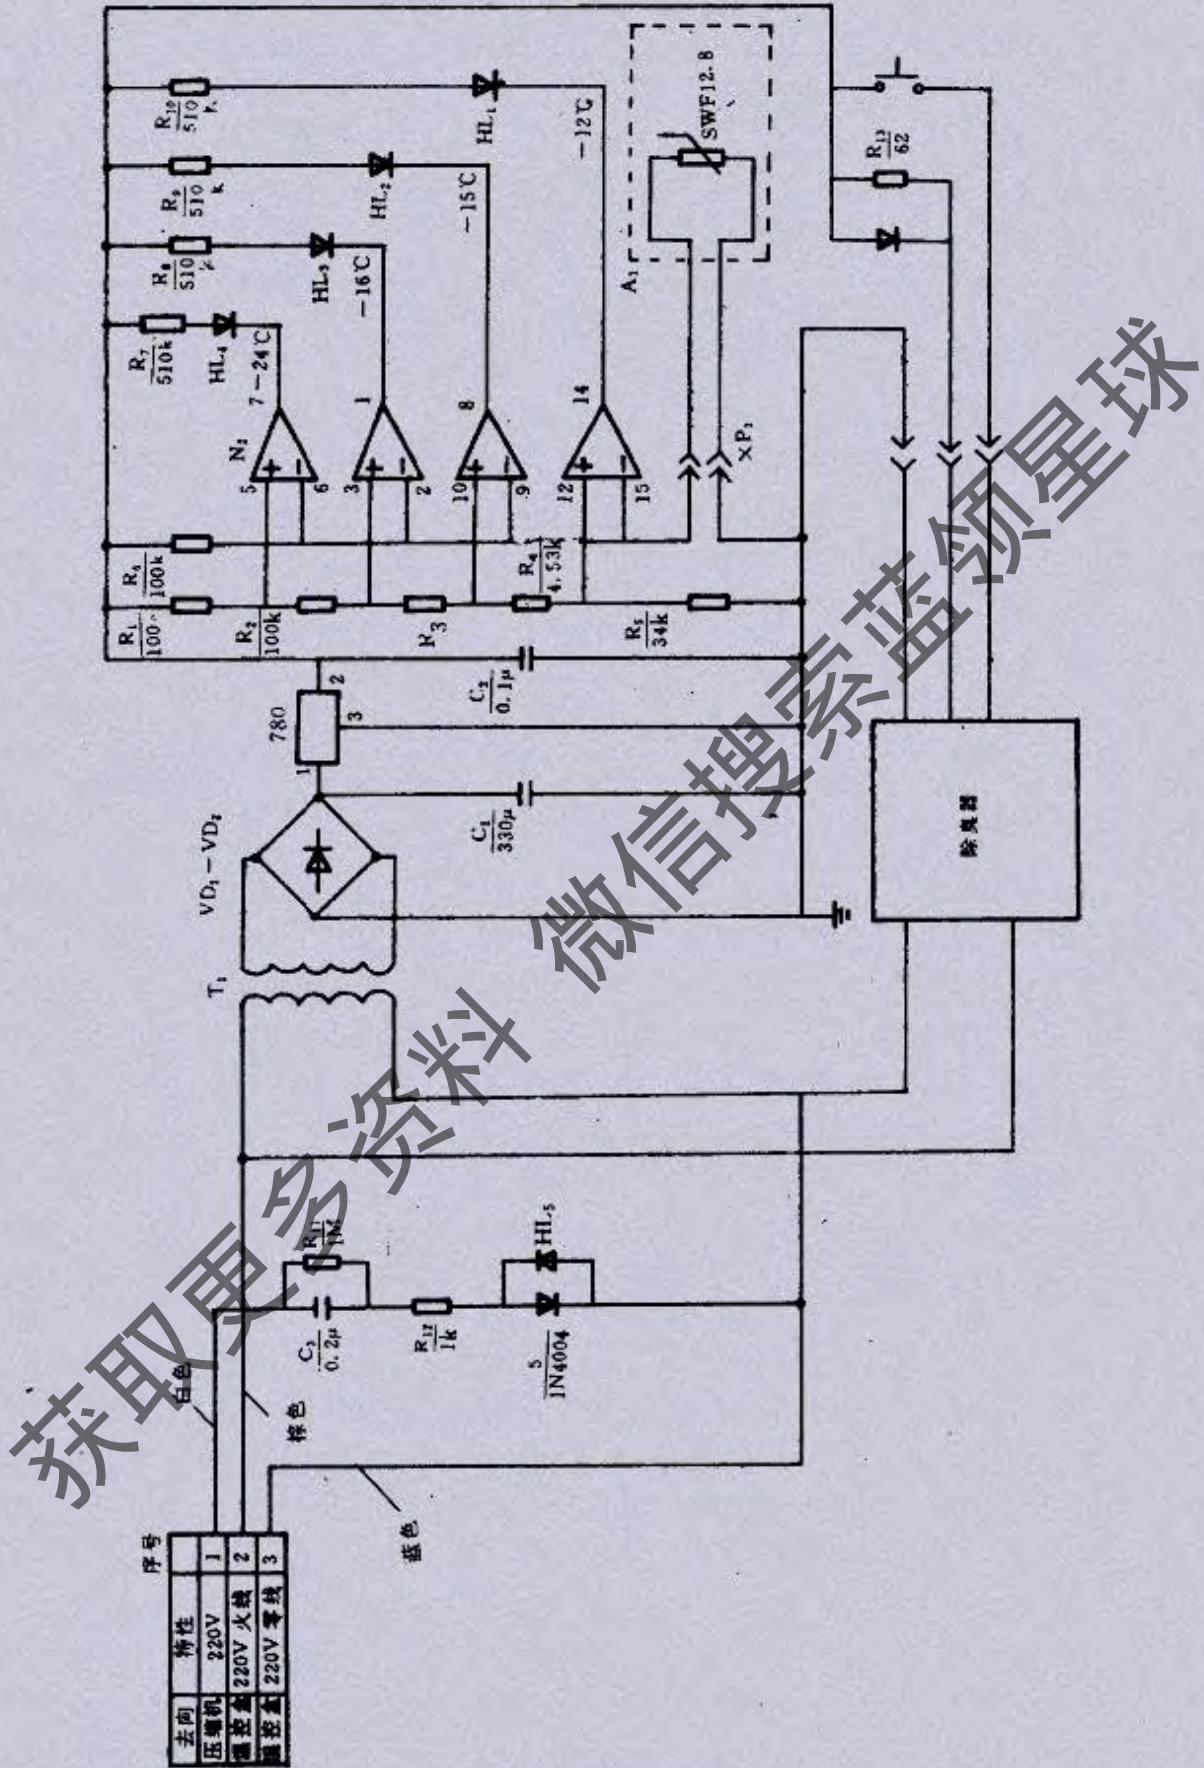 序号
去向 特性
压缩机 220V 1
温控盒 220V 火线 2
温控盒 220V 零线 3
白色
棕色
蓝色
C₃
0.2μ
R₁₁
1M
R₁₂
1k
5
1N4004
HL₅
T₁
VD₁－VD₂
780
1
2
3
C₁
330μ
C₂
0.1μ
R₁
100
R₂
100k
R₃
R₄
4.53k
R₅
34k
R₆
100k
N₂
5
6
7
-24℃
3
2
1
-16℃
10
9
8
-15℃
12
15
14
-12℃
R₇
510k
HL₄
R₈
510
HL₃
R₉
510
k
HL₂
R₁₀
510
k
HL₁
A₁
SWF12.8
XP₁
R₁₃
62
除臭器
获取更多资料 微信搜索蓝领星球